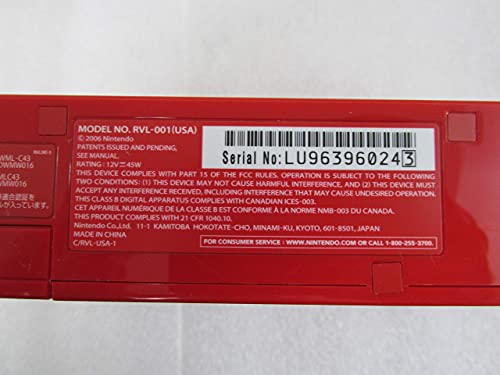 MODEL NO. RVL-001(USA)
© 2006 Nintendo
PATENTS ISSUED AND PENDING,
SEE MANUAL.
RATING : 12V⎓45W
Serial No: LU963960243
THIS DEVICE COMPLIES WITH PART 15 OF THE FCC RULES. OPERATION IS SUBJECT TO THE FOLLOWING TWO
CONDITIONS: (1) THIS DEVICE MAY NOT CAUSE HARMFUL INTERFERENCE, AND (2) THIS DEVICE MUST ACCEPT
ANY INTERFERENCE RECEIVED, INCLUDING INTERFERENCE THAT MAY CAUSE UNDESIRED OPERATION.
THIS CLASS B DIGITAL APPARATUS COMPLIES WITH CANADIAN ICES-003.
CET APPAREIL NUMÉRIQUE DE LA CLASSE B EST CONFORME À LA NORME NMB-003 DU CANADA.
THIS DEVICE COMPLIES WITH 21 CFR 1040.10.
Nintendo Co.,Ltd. 11-1 KAMITOBA HOKOTATE-CHO, MINAMI-KU, KYOTO, 601-8501, JAPAN
MADE IN CHINA
C/RVL-USA-1
FOR CONSUMER SERVICE : WWW.NINTENDO.COM OR CALL 1-800-255-3700.
WML-C43
MLC43